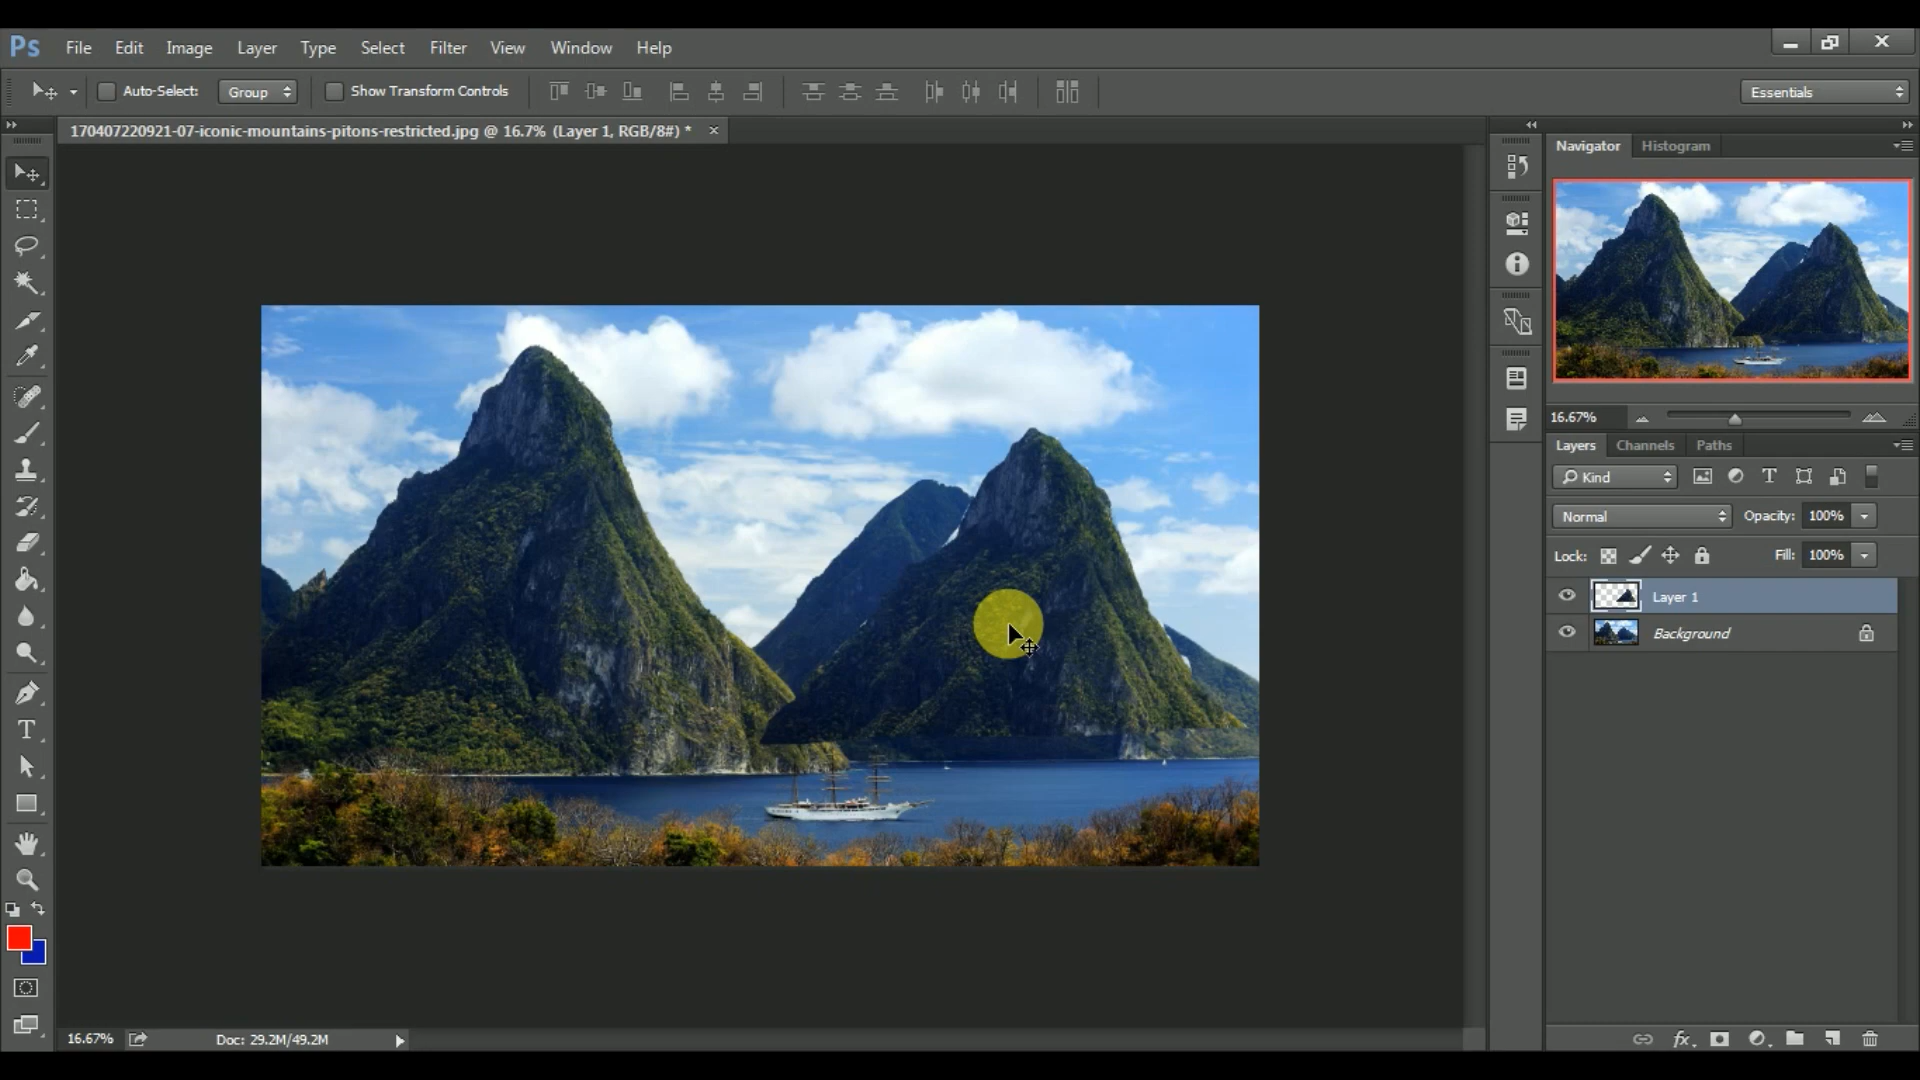 Ps File Edit Image Layer Type Select Filter View Window Help
Auto-Select: Group Show Transform Controls Essentials
170407220921-07-iconic-mountains-pitons-restricted.jpg @ 16.7% (Layer 1, RGB/8#) *
Navigator Histogram
16.67%
Layers Channels Paths
Kind
Normal Opacity: 100%
Lock: Fill: 100%
Layer 1
Background
16.67% Doc: 29.2M/49.2M
fx